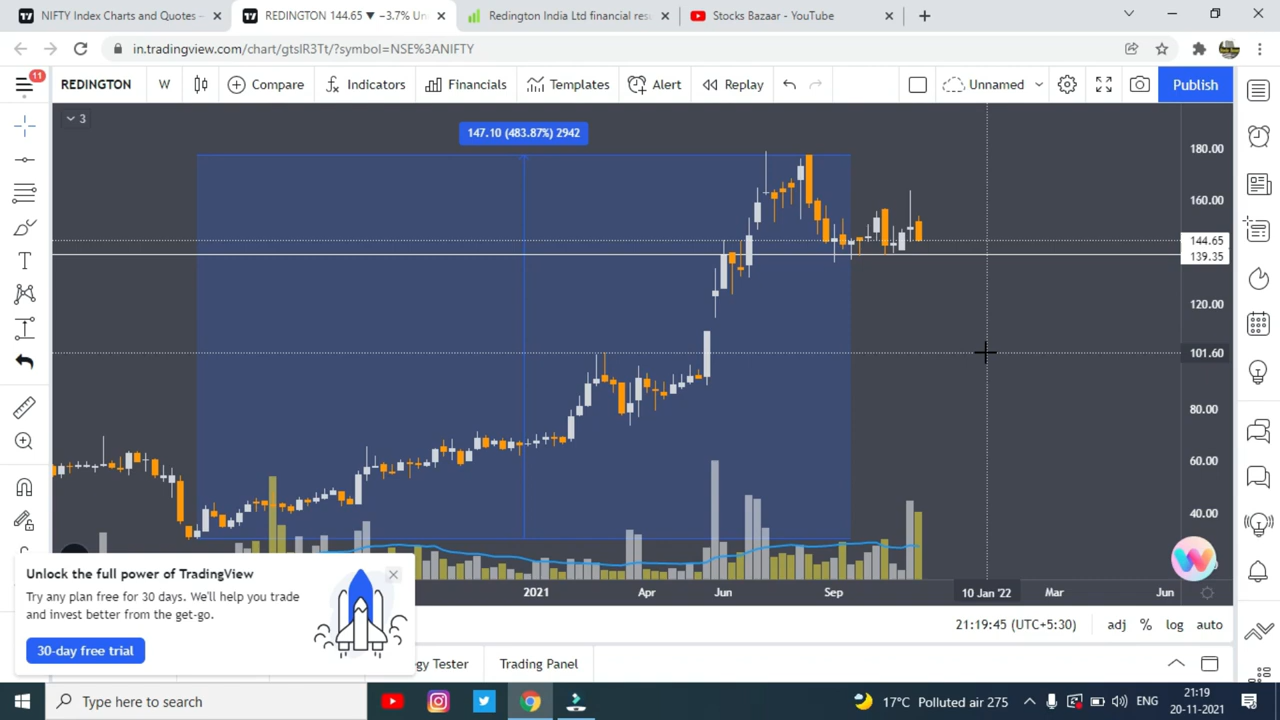 NIFTY Index Charts and Quotes –
REDINGTON 144.65 ▼ −3.7% Un
Redington India Ltd financial res
Stocks Bazaar - YouTube
in.tradingview.com/chart/gtslR3Tt/?symbol=NSE%3ANIFTY
11
REDINGTON
W
Compare
Indicators
Financials
Templates
Alert
Replay
Unnamed
Publish
3
147.10 (483.87%) 2942
180.00
160.00
144.65
139.35
120.00
101.60
80.00
60.00
40.00
T
2021
Apr
Jun
Sep
10 Jan '22
Mar
Jun
Unlock the full power of TradingView
Try any plan free for 30 days. We'll help you trade
and invest better from the get-go.
30-day free trial
21:19:45 (UTC+5:30)
adj
%
log
auto
gy Tester
Trading Panel
Type here to search
17°C Polluted air 275
ENG
21:19
20-11-2021